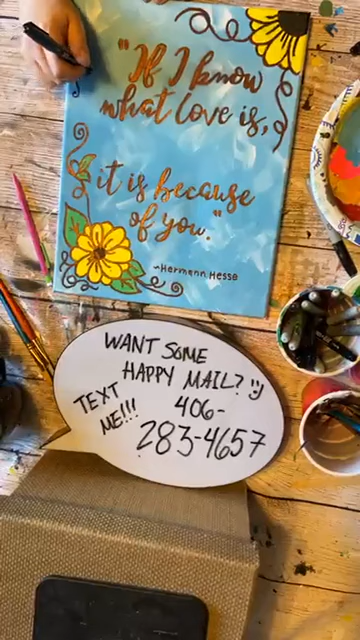 "If I know
what love is,
it is because
of you."
~Hermann Hesse
WANT SOME
HAPPY MAIL? :)
TEXT
ME!!!
406-
283-4657